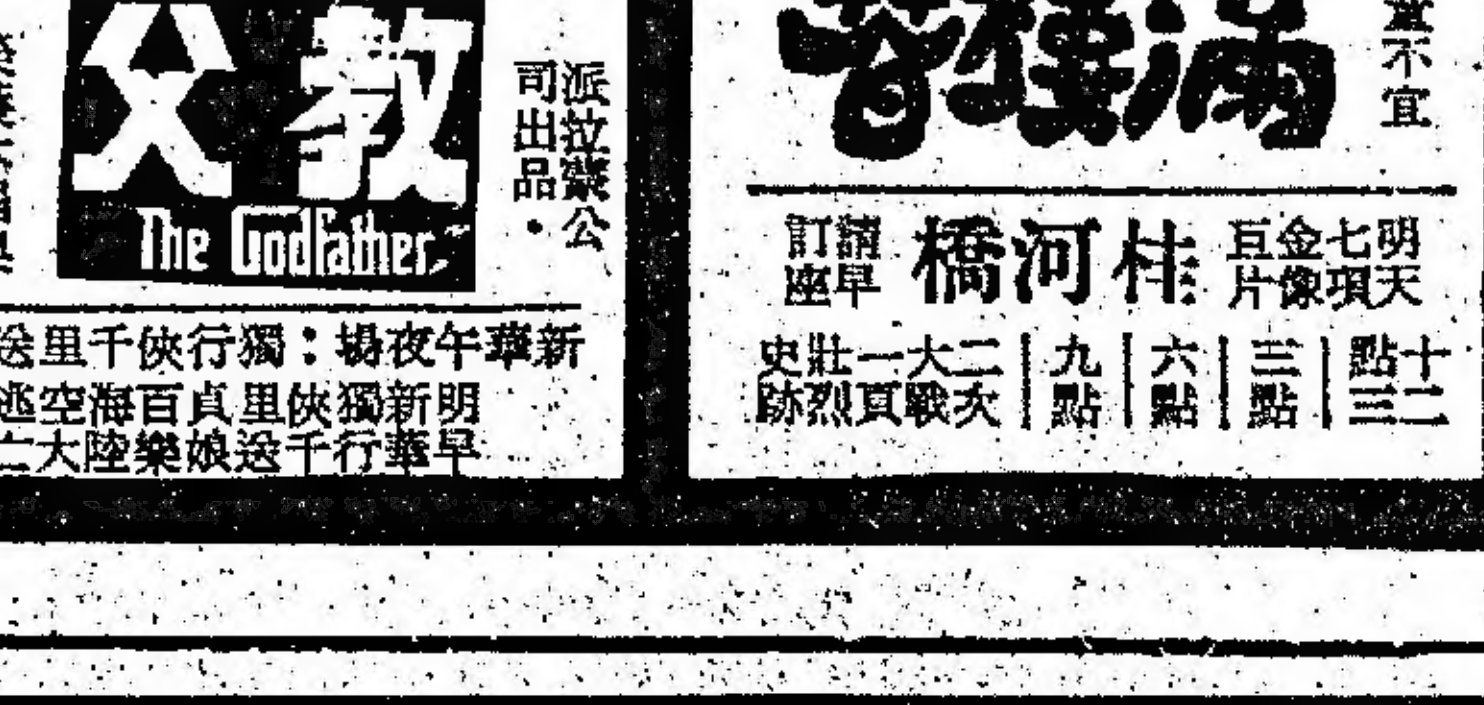 童不宜
滿
明天七項金像巨片
桂河橋
請早訂座
十二點三|三點|六點|九點|二次大戰一頁壯烈史跡
派拉蒙公司出品・
教父
The Godfather
新華午夜場：獨行俠千里送
明早新華獨行俠千里送貞娘百樂海陸空大逃亡